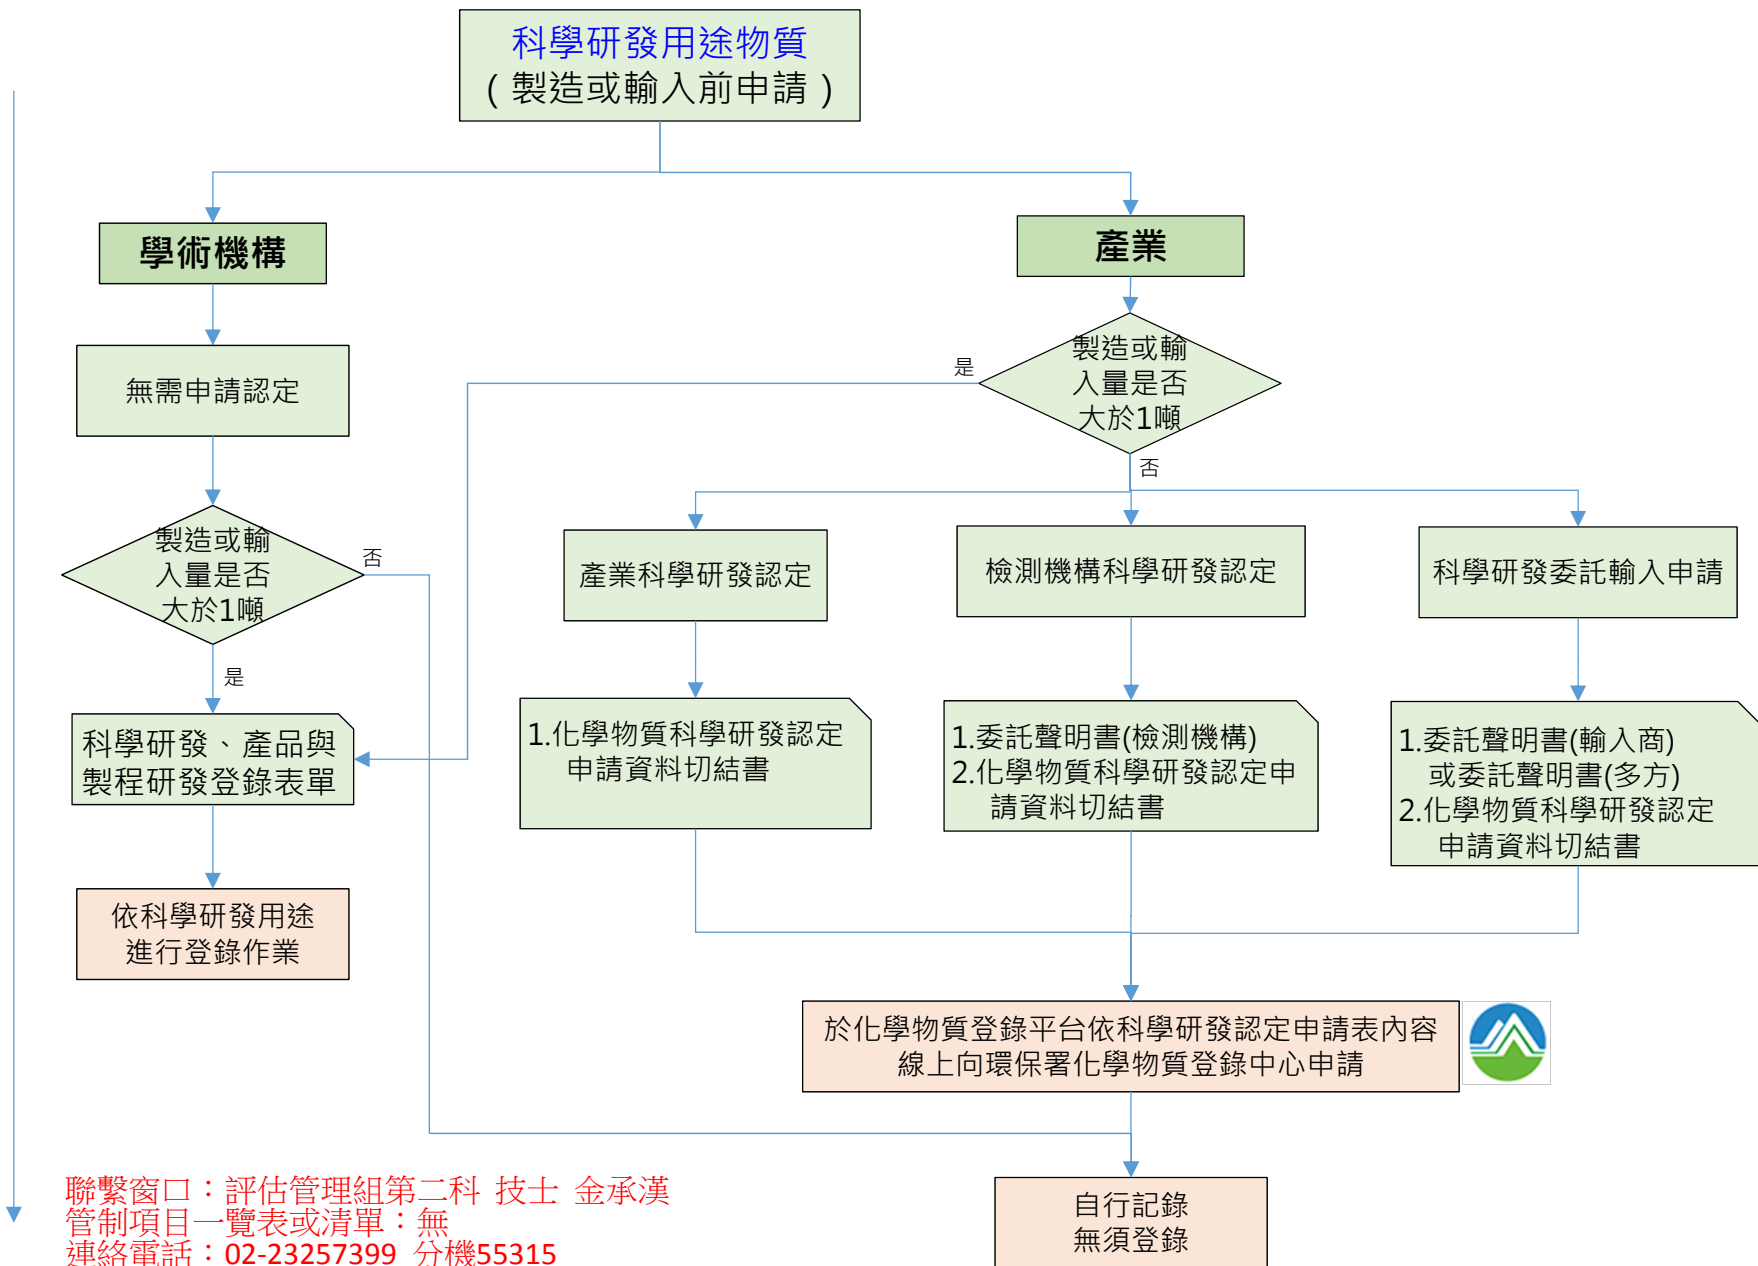 科學研發用途物質
(製造或輸入前申請)
學術機構
產業
無需申請認定
製造或輸
入量是否
大於1噸
是
否
製造或輸
入量是否
大於1噸
否
是
產業科學研發認定
檢測機構科學研發認定
科學研發委託輸入申請
科學研發、產品與
製程研發登錄表單
1.化學物質科學研發認定
申請資料切結書
1.委託聲明書(檢測機構)
2.化學物質科學研發認定申
請資料切結書
1.委託聲明書(輸入商)
或委託聲明書(多方)
2.化學物質科學研發認定
申請資料切結書
依科學研發用途
進行登錄作業
於化學物質登錄平台依科學研發認定申請表內容
線上向環保署化學物質登錄中心申請
自行記錄
無須登錄
聯繫窗口：評估管理組第二科 技士 金承漢
管制項目一覽表或清單：無
連絡電話：02-23257399 分機55315